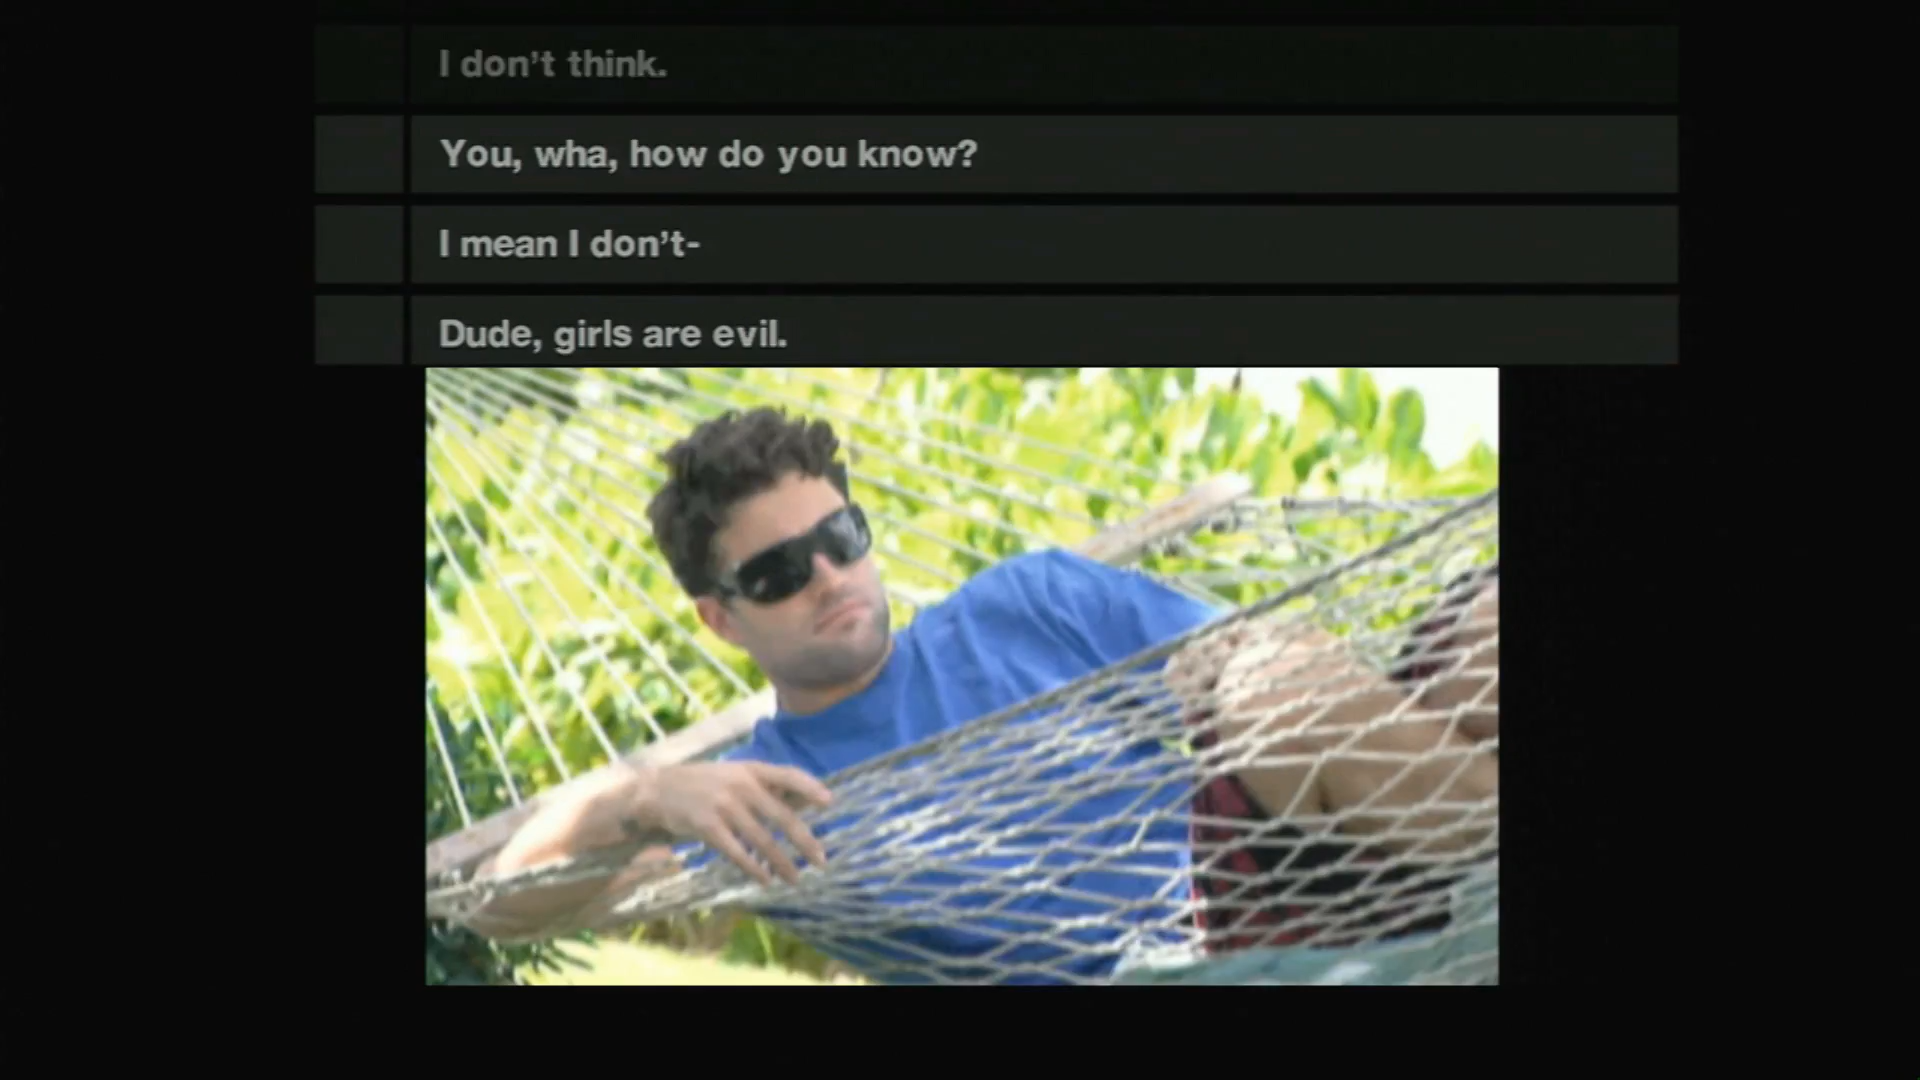 I don't think.
You, wha, how do you know?
I mean I don't-
Dude, girls are evil.